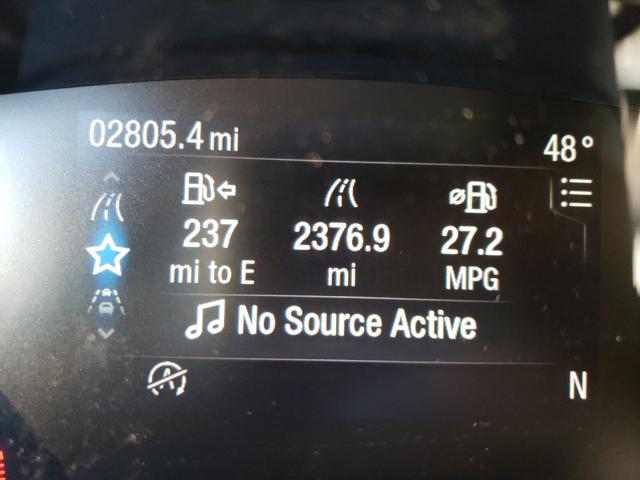 02805.4 mi
48°
237 2376.9 27.2
mi to E mi MPG
No Source Active
N